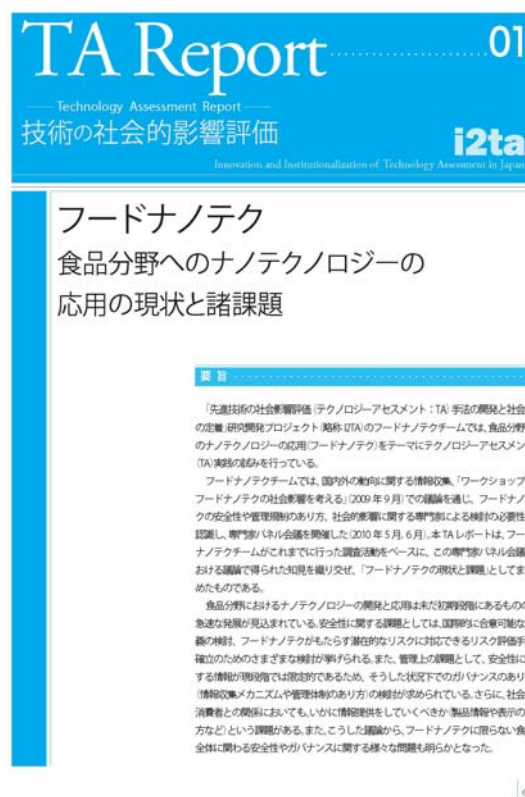 TA Report 01
Technology Assessment Report
技術の社会的影響評価
i2ta
Innovation and Institutionalization of Technology Assessment in Japan
フードナノテク
食品分野へのナノテクノロジーの
応用の現状と諸課題
要旨
「先進技術の社会影響評価(テクノロジーアセスメント:TA)手法の開発と社会
の定着」研究開発プロジェクト(略称 I2TA)のフードナノテクチームでは、食品分野
のナノテクノロジーの応用(フードナノテク)をテーマにテクノロジーアセスメン
(TA)実践の試みを行っている。
フードナノテクチームでは、国内外の動向に関する情報収集、「ワークショップ
フードナノテクの社会影響を考える」(2009 年 9 月)での議論を通じ、フードナノ
クの安全性や管理規制のあり方、社会的影響に関する専門家による検討の必要性
認識し、専門家パネル会議を開催した(2010 年 5 月、6 月)。本 TA レポートは、フー
ナノテクチームがこれまでに行った調査活動をベースに、この専門家パネル会議
おける議論で得られた知見を織り交ぜ、「フードナノテクの現状と課題」としてま
めたものである。
食品分野におけるナノテクノロジーの開発と応用は未だ初期段階にあるものの
急速な発展が見込まれている。安全性に関する課題としては、国際的に合意可能な
義の検討、フードナノテクがもたらす潜在的なリスクに対応できるリスク評価手
確立のためのさまざまな検討が挙げられる。また、管理上の課題として、安全性に
する情報が現段階では限定的であるため、そうした状況下でのガバナンスのあり
(情報収集メカニズムや管理体制のあり方)の検討が求められている。さらに、社会
消費者との関係においても、いかに情報提供をしていくべきか(製品情報や表示の
方など)という課題がある。また、こうした議論から、フードナノテクに限らない食
全体に関わる安全性やガバナンスに関する様々な問題も明らかとなった。